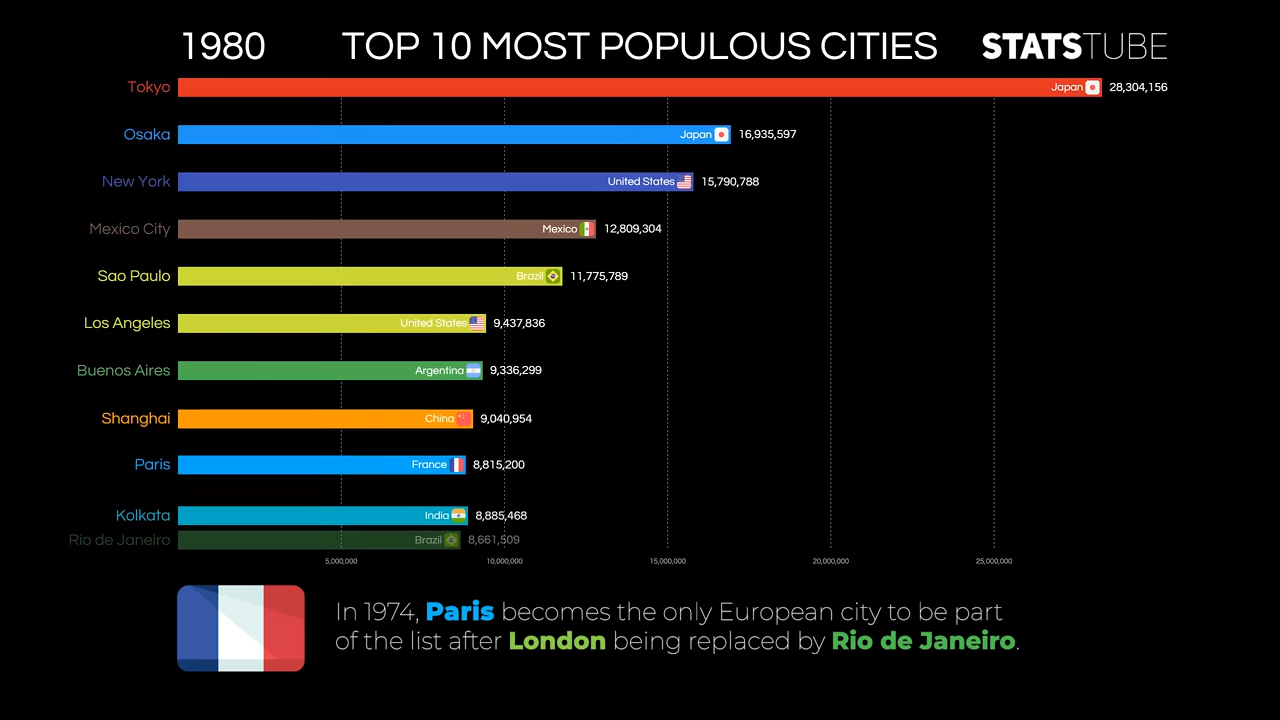 1980 TOP 10 MOST POPULOUS CITIES STATSTUBE
Tokyo Japan 28,304,156
Osaka Japan 16,935,597
New York United States 15,790,788
Mexico City Mexico 12,809,304
Sao Paulo Brazil 11,775,789
Los Angeles United States 9,437,836
Buenos Aires Argentina 9,336,299
Shanghai China 9,040,954
Paris France 8,815,200
Kolkata India 8,885,468
Rio de Janeiro Brazil 8,661,509
5,000,000 10,000,000 15,000,000 20,000,000 25,000,000
In 1974, Paris becomes the only European city to be part
of the list after London being replaced by Rio de Janeiro.